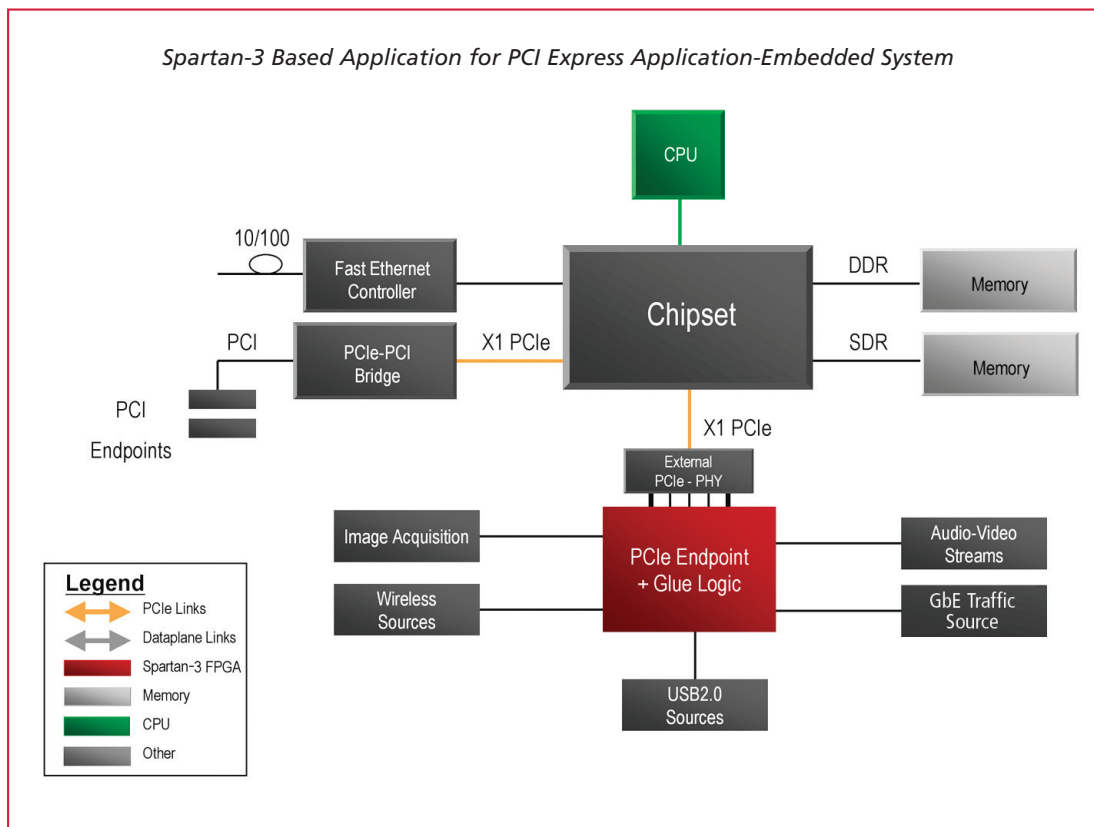 Spartan-3 Based Application for PCI Express Application-Embedded System
CPU
10/100
Fast Ethernet
Controller
Chipset
DDR
Memory
PCI
PCIe-PCI
Bridge
X1 PCIe
SDR
Memory
PCI
Endpoints
X1 PCIe
External
PCIe - PHY
Image Acquisition
PCIe Endpoint
+ Glue Logic
Audio-Video
Streams
Wireless
Sources
GbE Traffic
Source
USB2.0
Sources
Legend
PCIe Links
Dataplane Links
Spartan-3 FPGA
Memory
CPU
Other